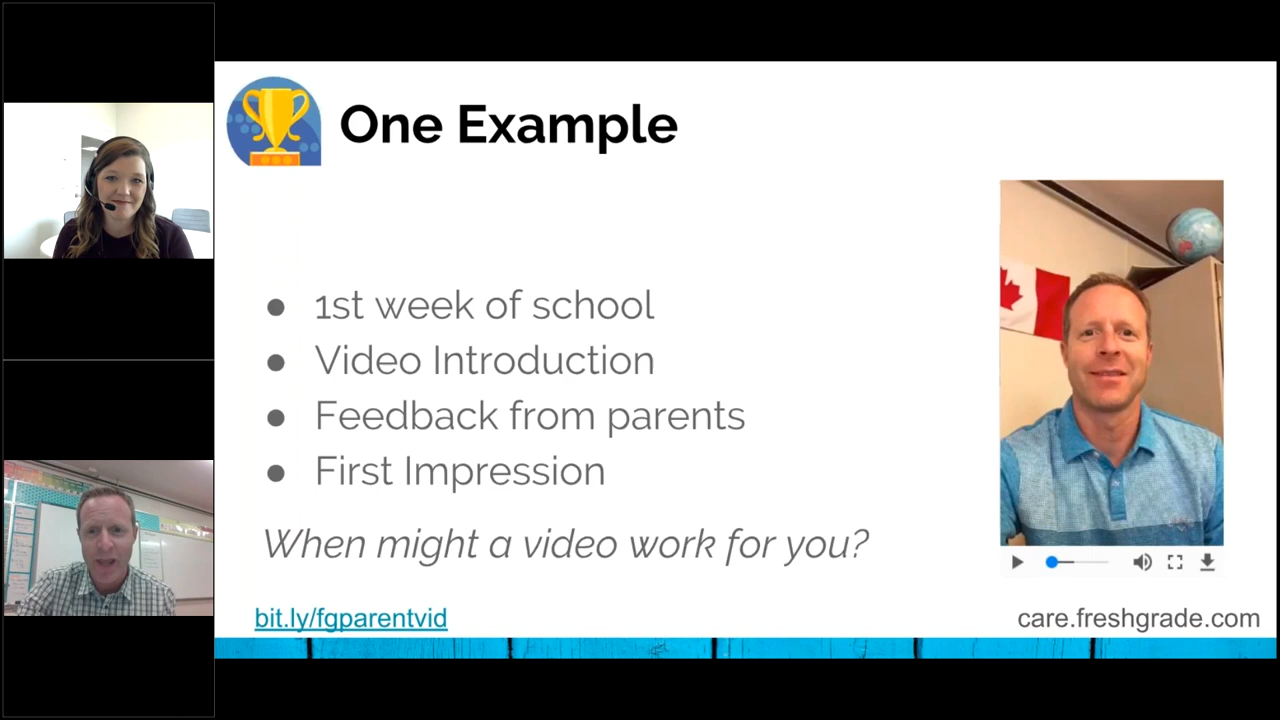 One Example
● 1st week of school
● Video Introduction
● Feedback from parents
● First Impression
When might a video work for you?
bit.ly/fgparentvid
care.freshgrade.com